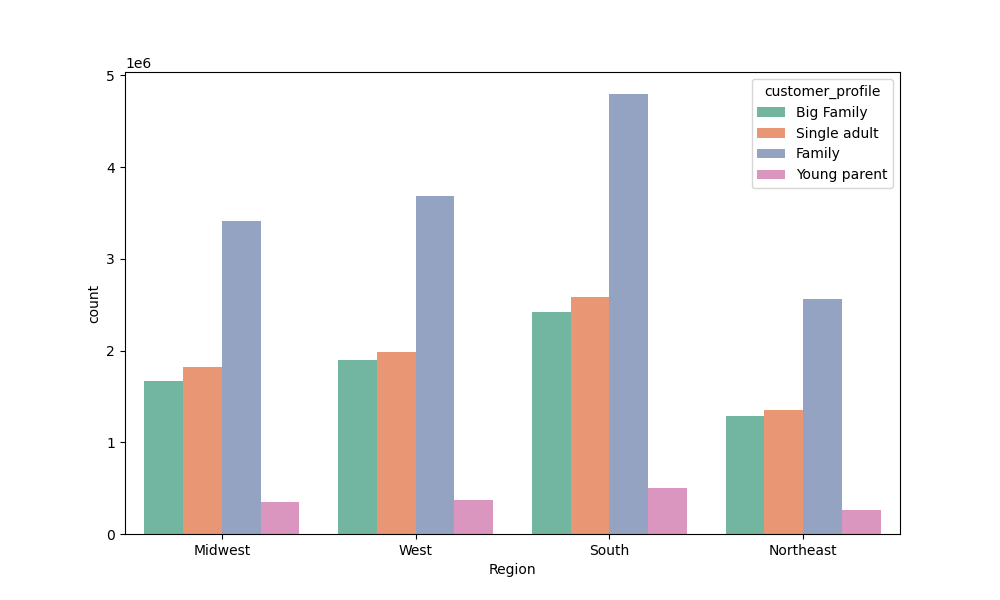 1e6
5
4
3
2
1
0
count
customer_profile
Big Family
Single adult
Family
Young parent
Midwest
West
South
Northeast
Region